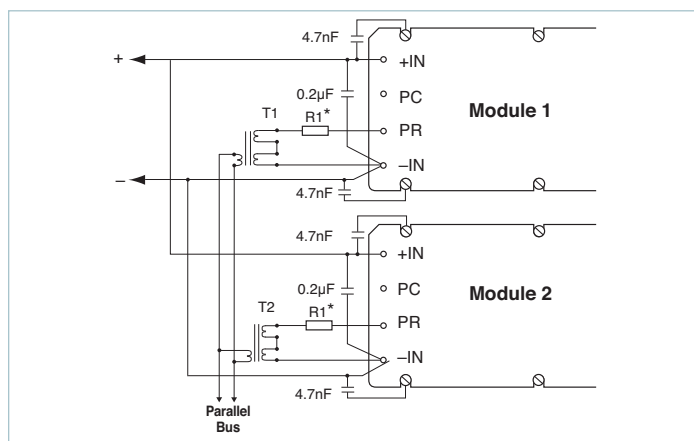 4.7nF
+
+IN
0.2µF
PC
Module 1
T1
R1*
PR
–IN
–
4.7nF
4.7nF
+IN
0.2µF
PC
Module 2
T2
R1*
PR
–IN
4.7nF
Parallel
Bus